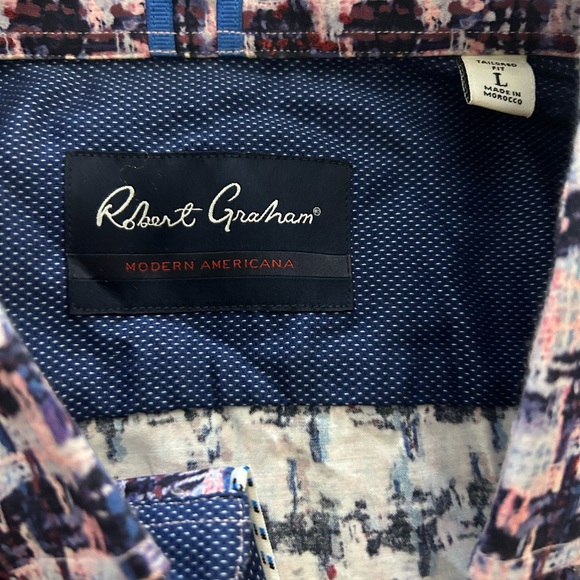 TAILORED
FIT
L
MADE IN
MOROCCO
Robert Graham®
MODERN AMERICANA